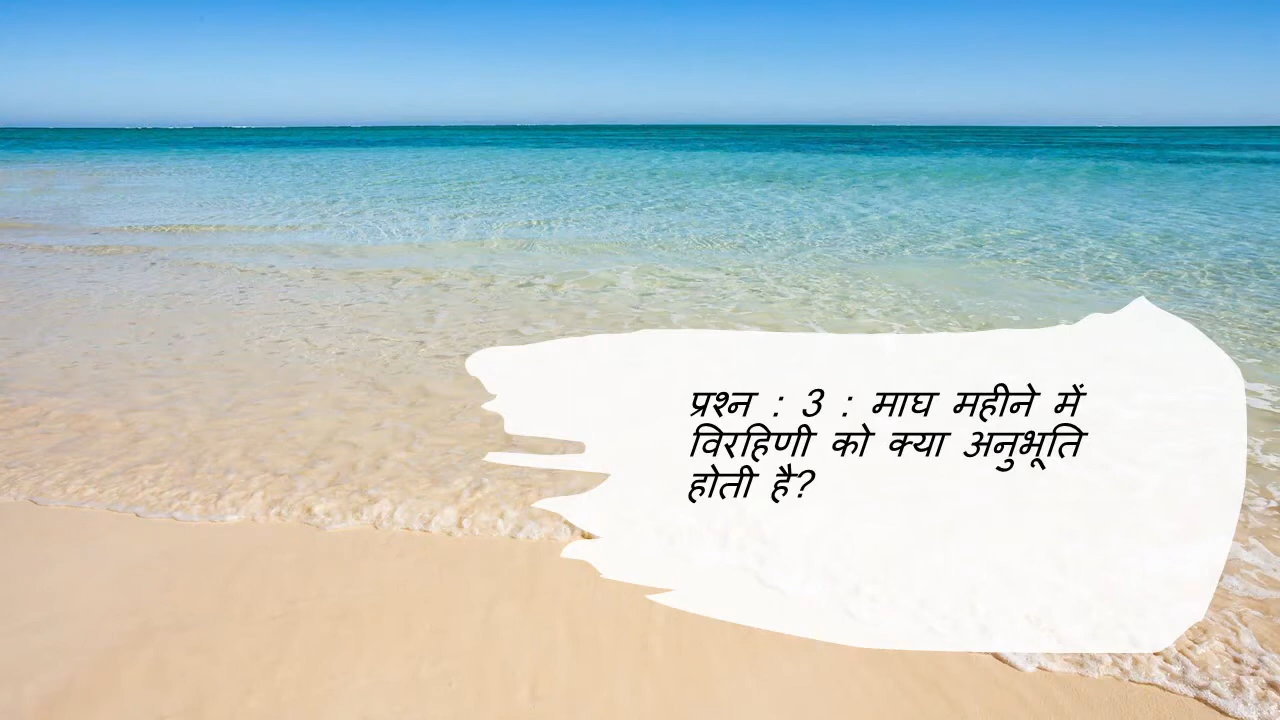 प्रश्न : 3 : माघ महीने में
विरहिणी को क्या अनुभूति
होती है?